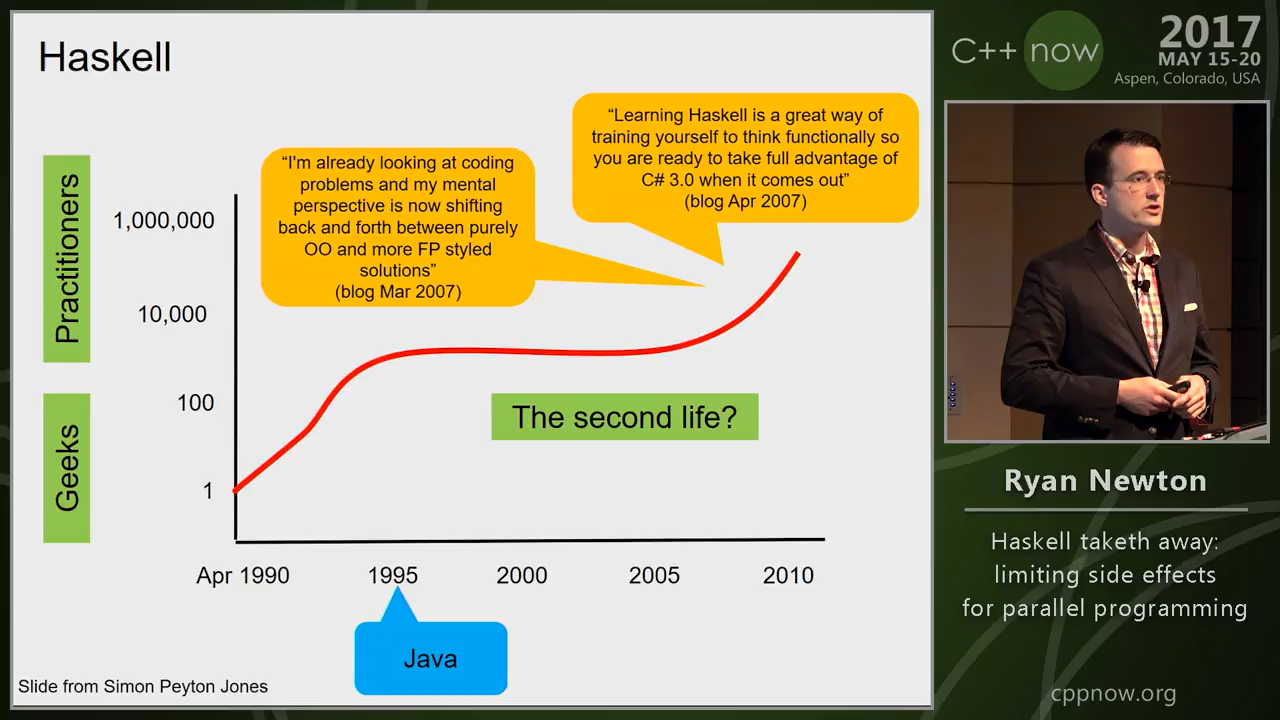 Haskell
Practitioners
Geeks
1,000,000
10,000
100
1
“I'm already looking at coding
problems and my mental
perspective is now shifting
back and forth between purely
OO and more FP styled
solutions”
(blog Mar 2007)
“Learning Haskell is a great way of
training yourself to think functionally so
you are ready to take full advantage of
C# 3.0 when it comes out”
(blog Apr 2007)
The second life?
Apr 1990
1995
2000
2005
2010
Java
Slide from Simon Peyton Jones
C++ now
2017
MAY 15-20
Aspen, Colorado, USA
Ryan Newton
Haskell taketh away:
limiting side effects
for parallel programming
cppnow.org